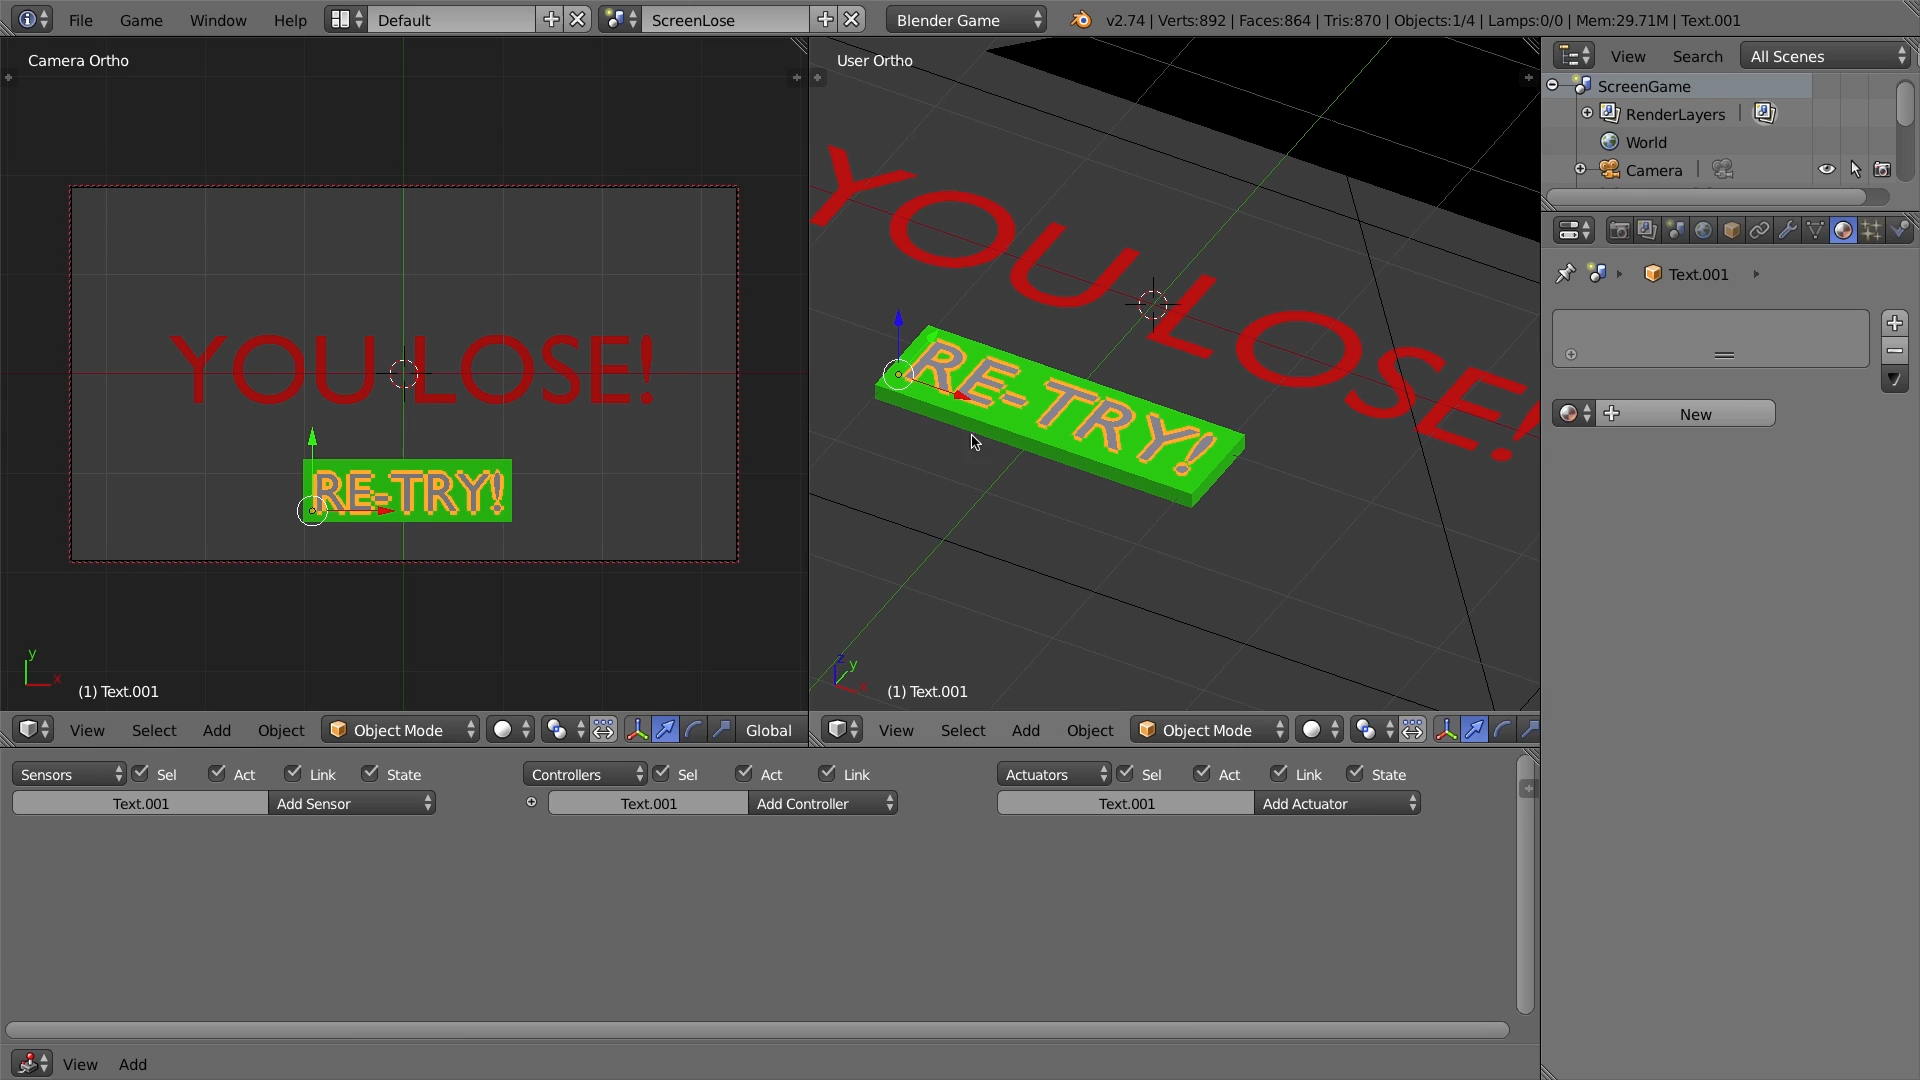 File Game Window Help Default ScreenLose Blender Game v2.74 | Verts:892 | Faces:864 | Tris:870 | Objects:1/4 | Lamps:0/0 | Mem:29.71M | Text.001
Camera Ortho
User Ortho
View Search All Scenes
ScreenGame
RenderLayers
World
Camera
Text.001
New
YOU LOSE!
RE-TRY!
y
x
(1) Text.001
YOU LOSE!
RE-TRY!
z
y
x
(1) Text.001
View Select Add Object Object Mode Global
View Select Add Object Object Mode
Sensors Sel Act Link State Controllers Sel Act Link Actuators Sel Act Link State
Text.001 Add Sensor Text.001 Add Controller Text.001 Add Actuator
View Add